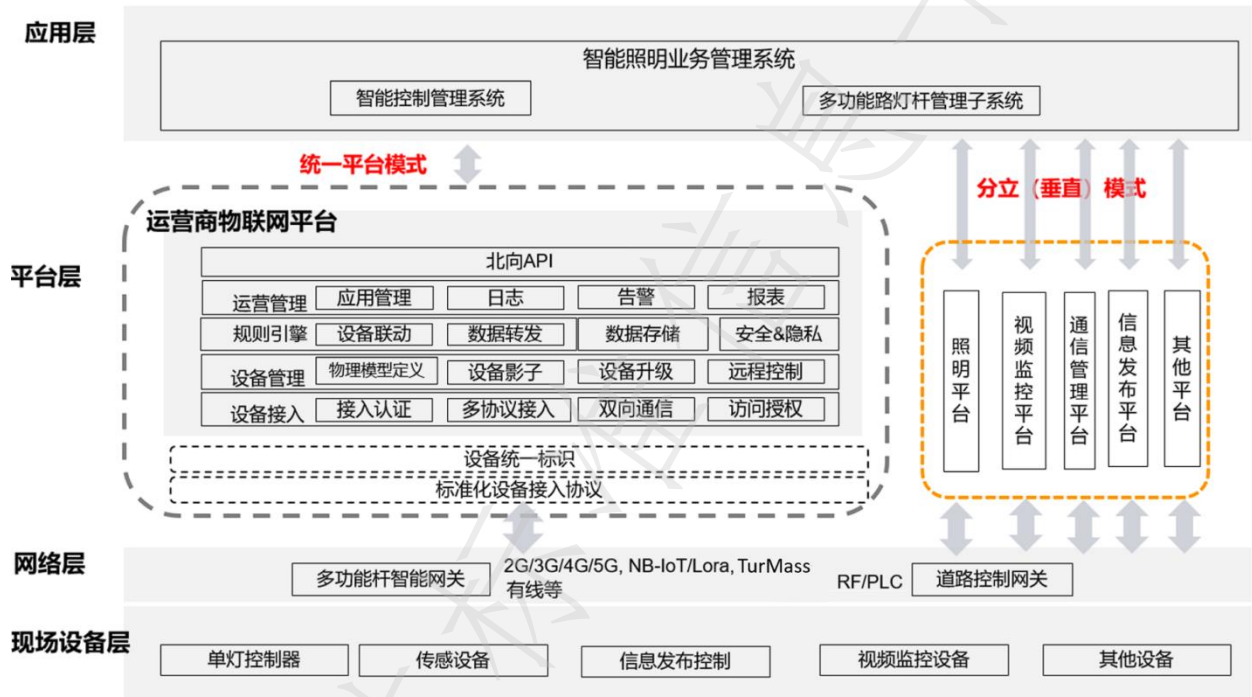 应用层
智能照明业务管理系统
智能控制管理系统
多功能路灯杆管理子系统
统一平台模式
分立（垂直）模式
平台层
运营商物联网平台
北向API
运营管理 应用管理 日志 告警 报表
规则引擎 设备联动 数据转发 数据存储 安全&隐私
设备管理 物理模型定义 设备影子 设备升级 远程控制
设备接入 接入认证 多协议接入 双向通信 访问授权
设备统一标识
标准化设备接入协议
照明平台
视频监控平台
通信管理平台
信息发布平台
其他平台
网络层
多功能杆智能网关
2G/3G/4G/5G, NB-IoT/Lora, TurMass
有线等
RF/PLC
道路控制网关
现场设备层
单灯控制器
传感设备
信息发布控制
视频监控设备
其他设备